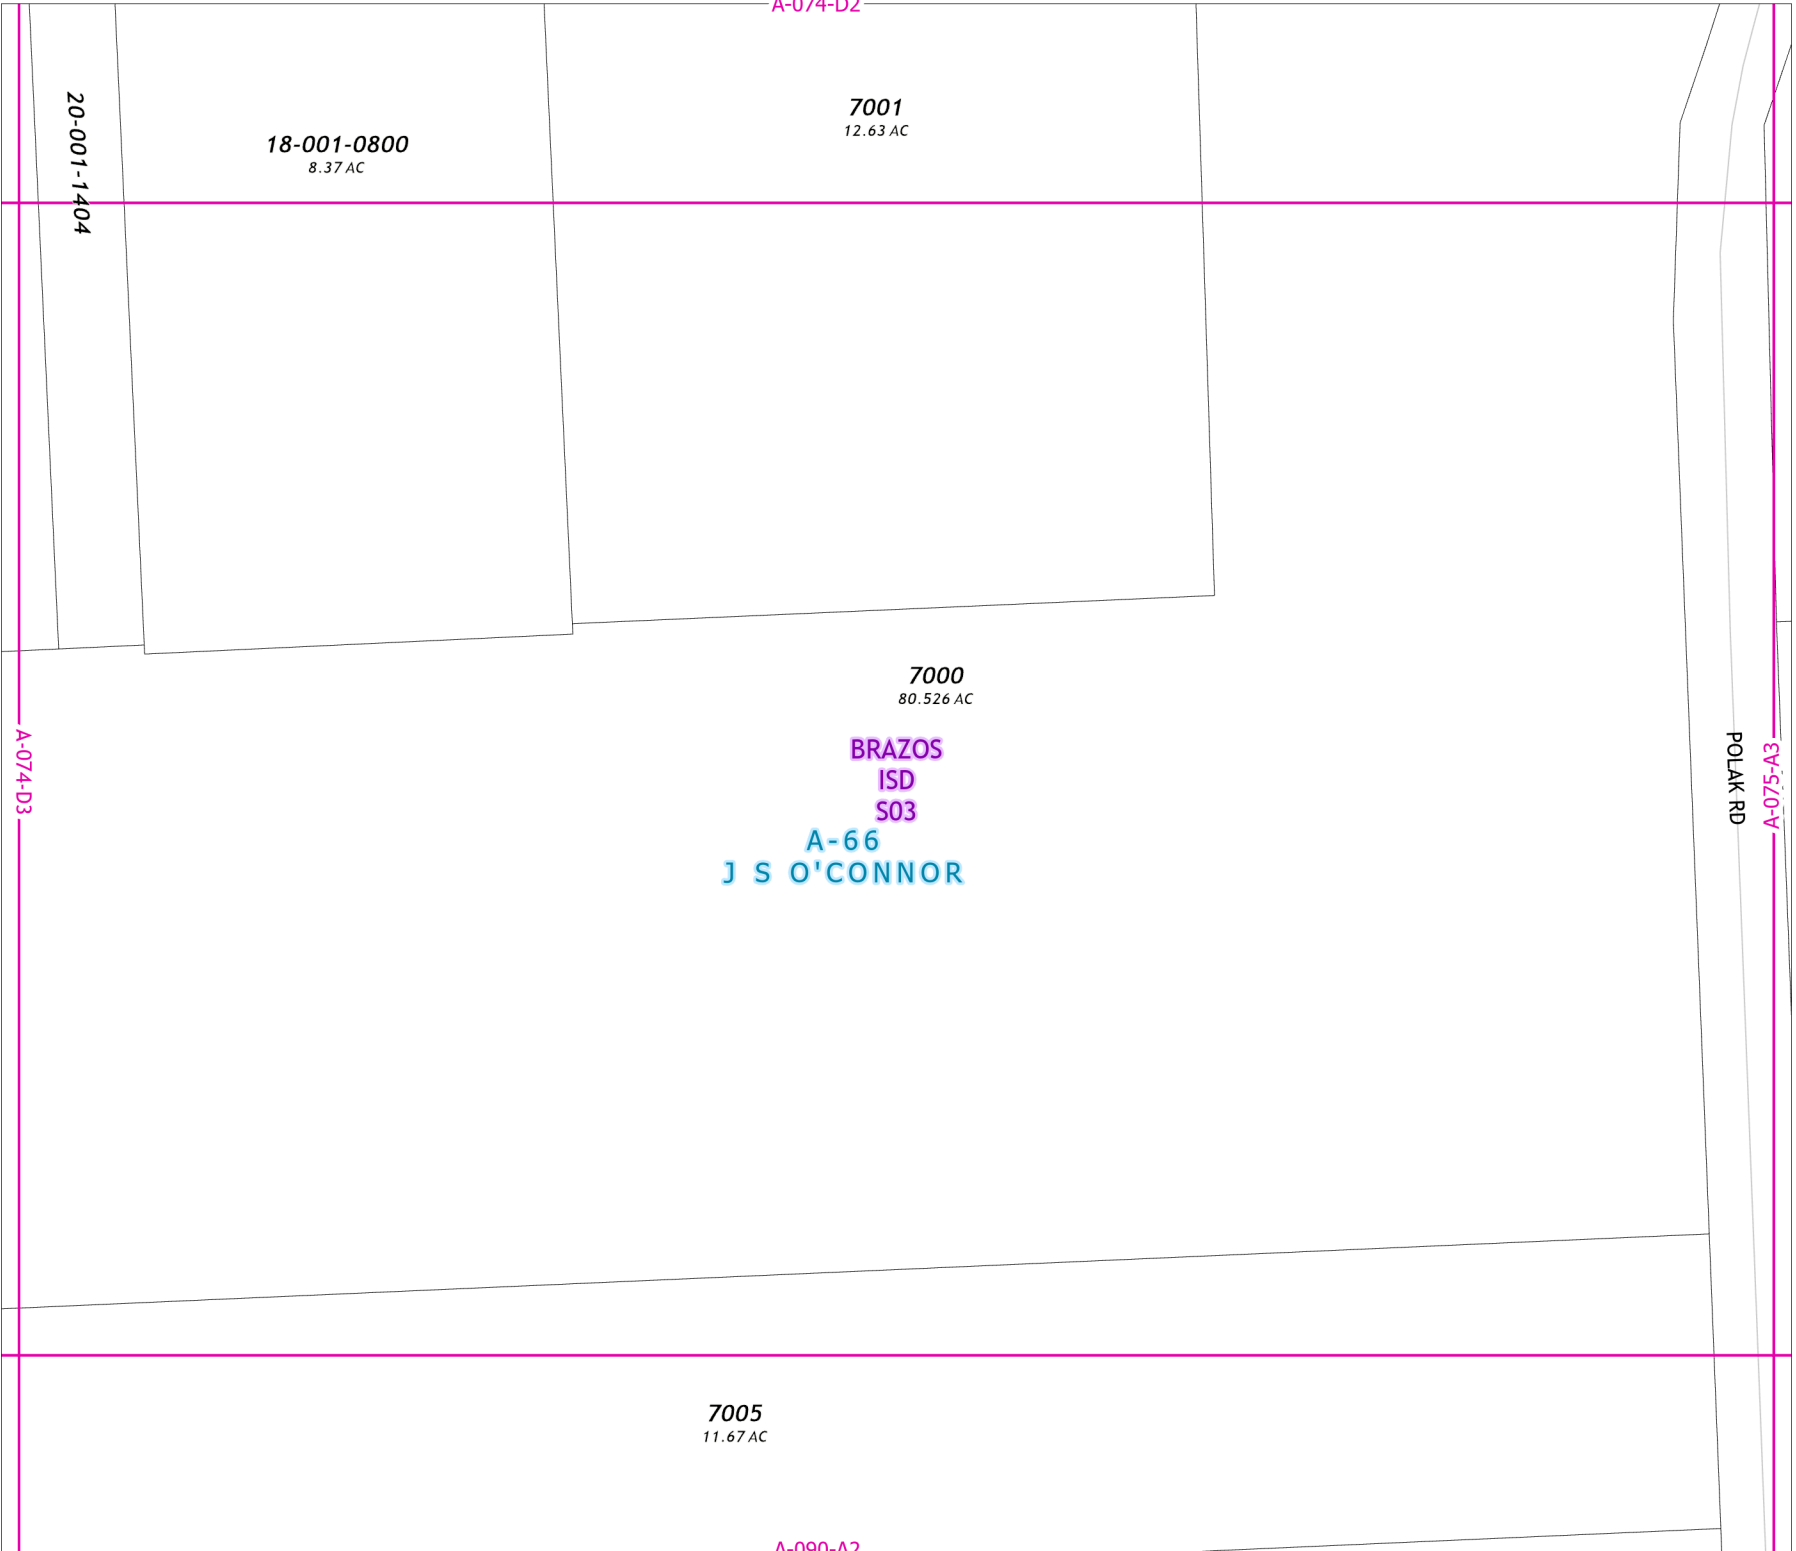 A-074-D2
20-001-1404
18-001-0800
8.37 AC
7001
12.63 AC
7000
80.526 AC
BRAZOS
ISD
S03
A-66
J S O'CONNOR
A-074-D3
POLAK RD
A-075-A3
7005
11.67 AC
A-090-A2